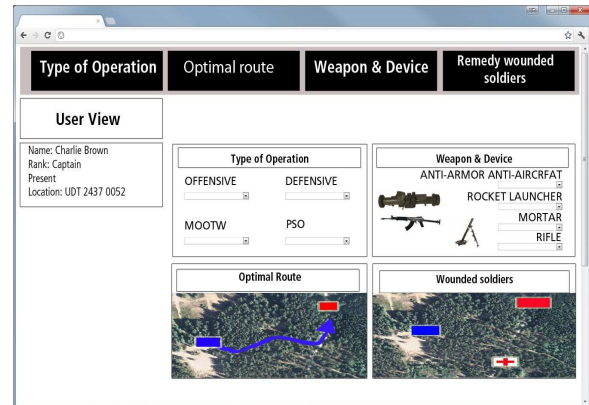 Type of Operation
Optimal route
Weapon & Device
Remedy wounded
soldiers
User View
Name: Charlie Brown
Rank: Captain
Present
Location: UDT 2437 0052
Type of Operation
OFFENSIVE
DEFENSIVE
MOOTW
PSO
Weapon & Device
ANTI-ARMOR ANTI-AIRCRFAT
ROCKET LAUNCHER
MORTAR
RIFLE
Optimal Route
Wounded soldiers